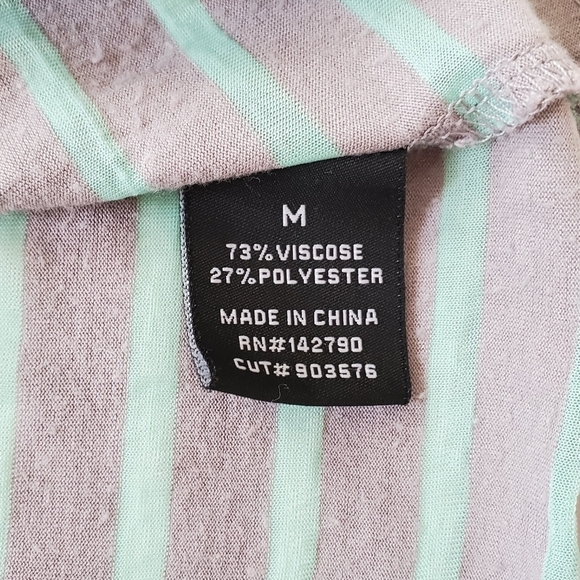 M
73%VISCOSE
27%POLYESTER
MADE IN CHINA
RN#142790
CUT# 903576